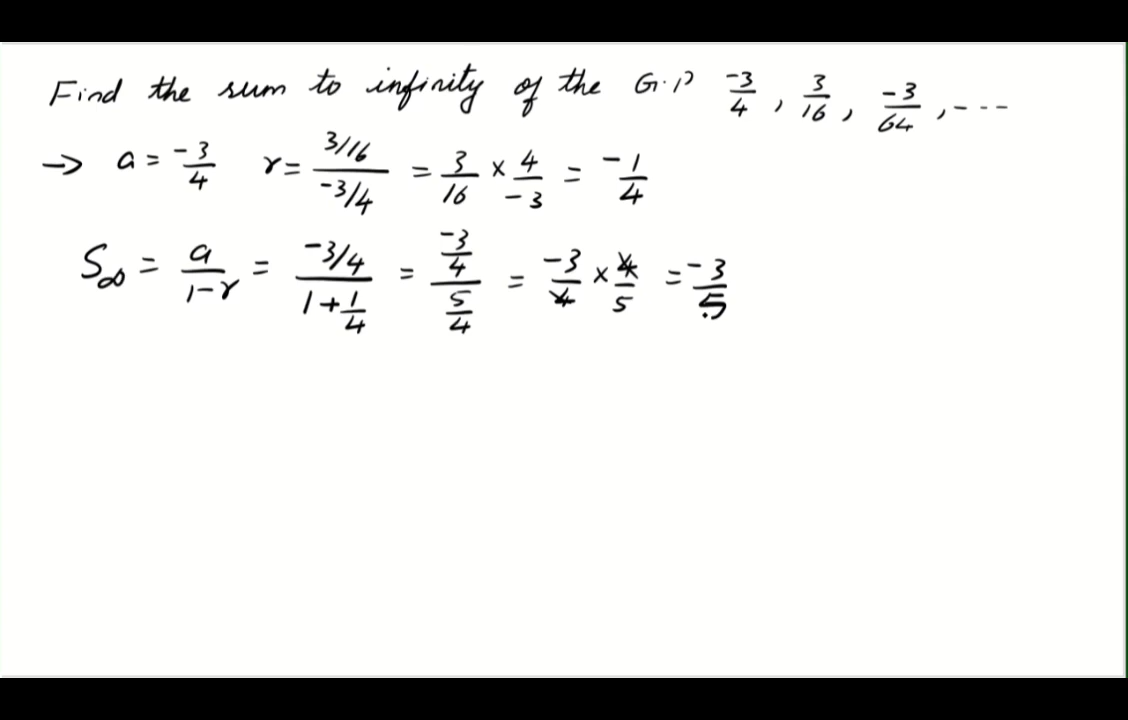 Find the sum to infinity of the G.P -3/4, 3/16, -3/64, ----
→ a = -3/4 r = (3/16)/(-3/4) = 3/16 × 4/-3 = -1/4
S∞ = a/(1-r) = (-3/4)/(1+1/4) = (-3/4)/(5/4) = -3/4 × 4/5 = -3/5